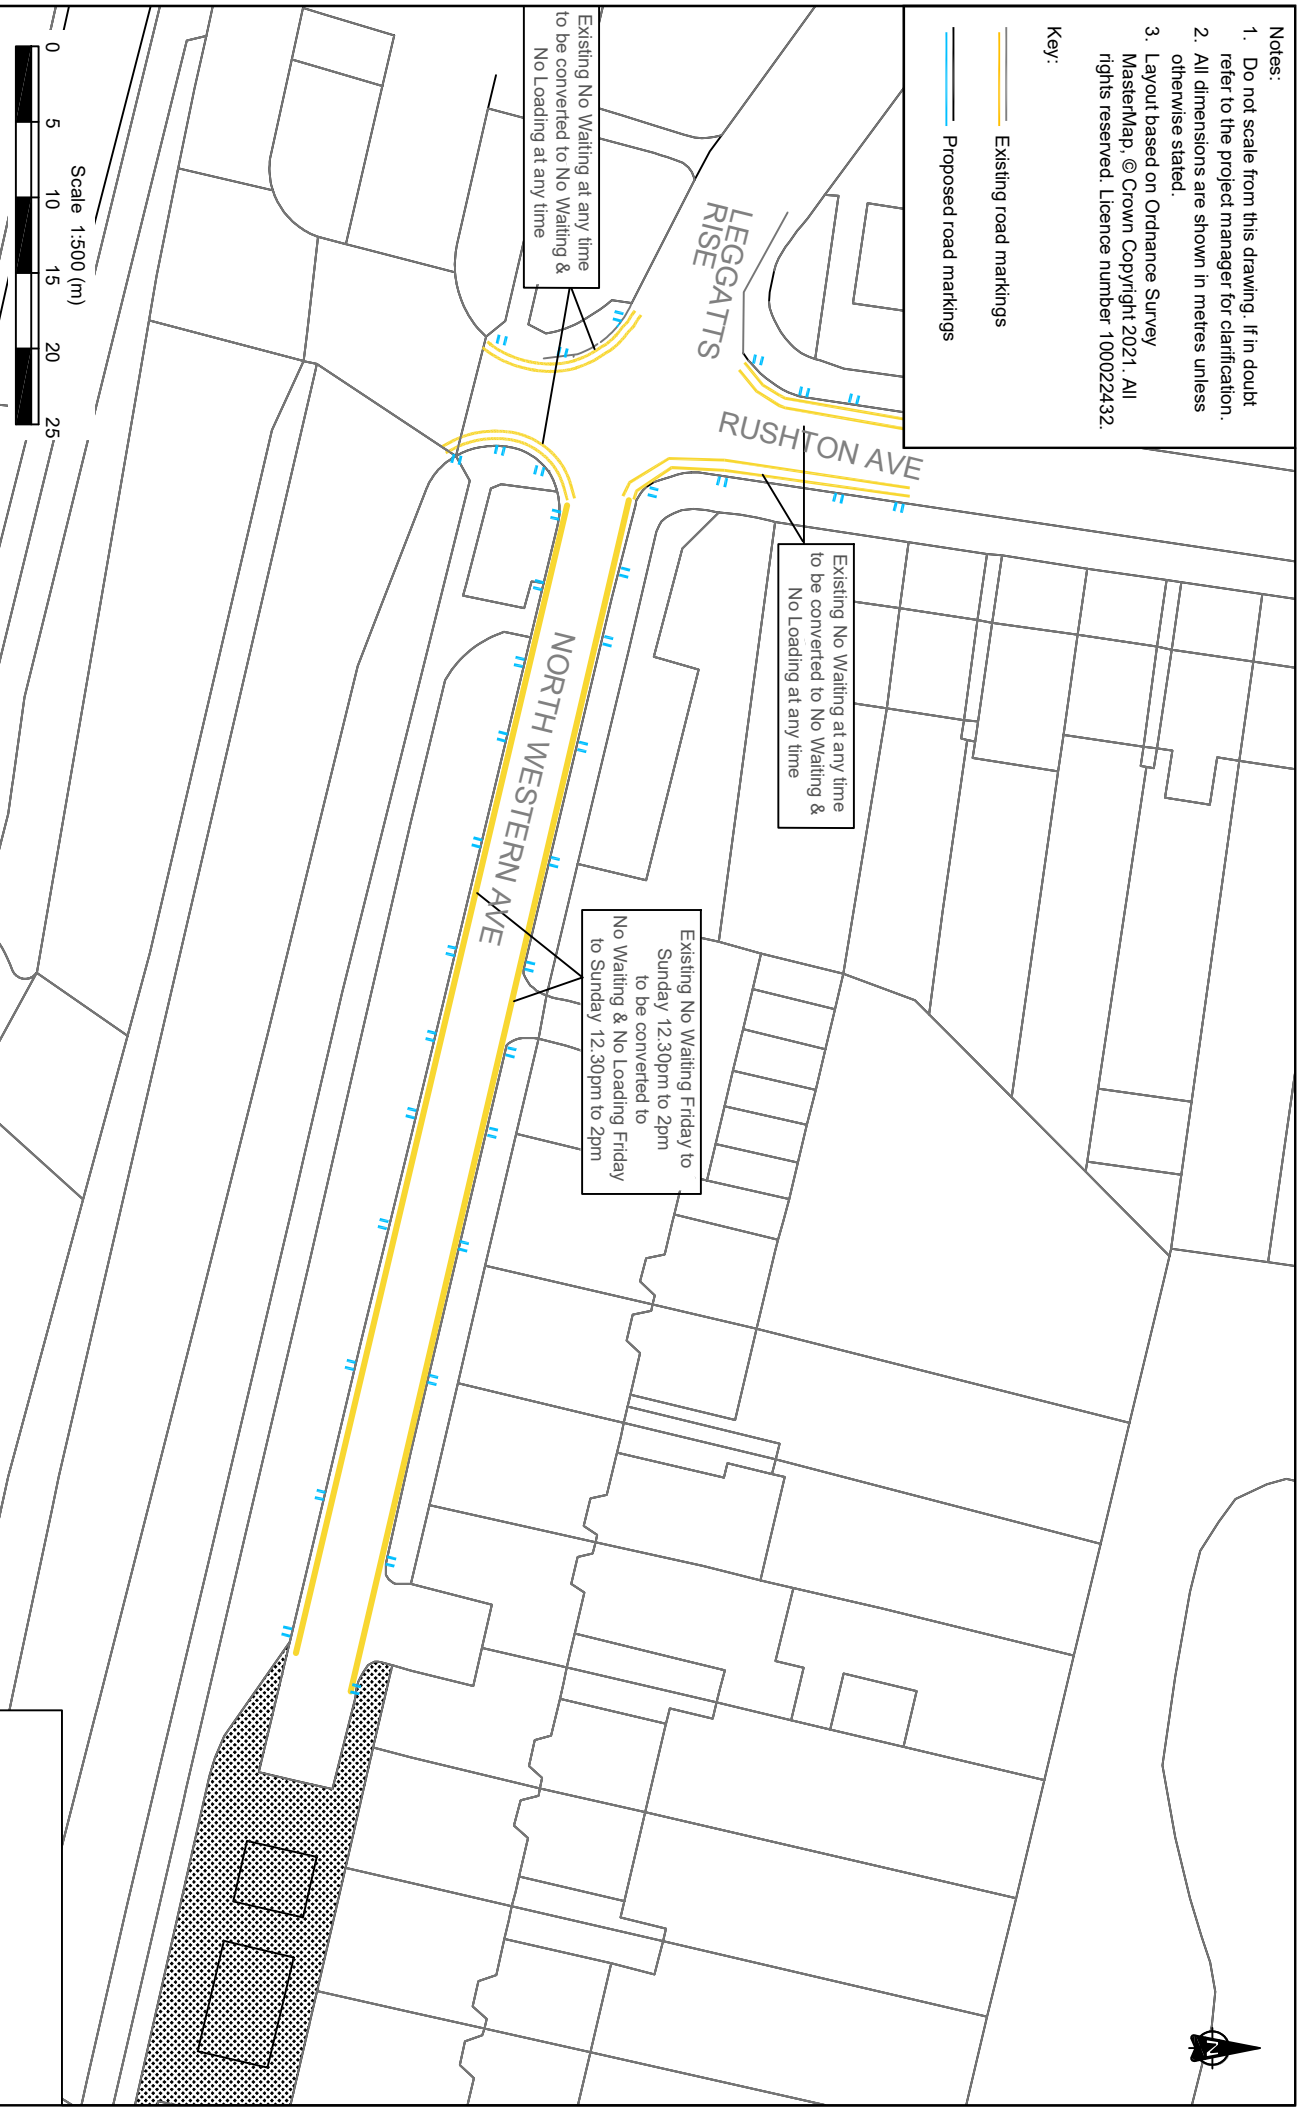 Notes:
1. Do not scale from this drawing. If in doubt
refer to the project manager for clarification.
2. All dimensions are shown in metres unless
otherwise stated.
3. Layout based on Ordnance Survey
MasterMap, © Crown Copyright 2021. All
rights reserved. Licence number 100022432.
Key:
Existing road markings
Proposed road markings
LEGGATTS
RISE
RUSHTON AVE
NORTH WESTERN AVE
Existing No Waiting at any time
to be converted to No Waiting &
No Loading at any time
Existing No Waiting at any time
to be converted to No Waiting &
No Loading at any time
Existing No Waiting Friday to
Sunday 12.30pm to 2pm
to be converted to
No Waiting & No Loading Friday
to Sunday 12.30pm to 2pm
N
Scale 1:500 (m)
0 5 10 15 20 25